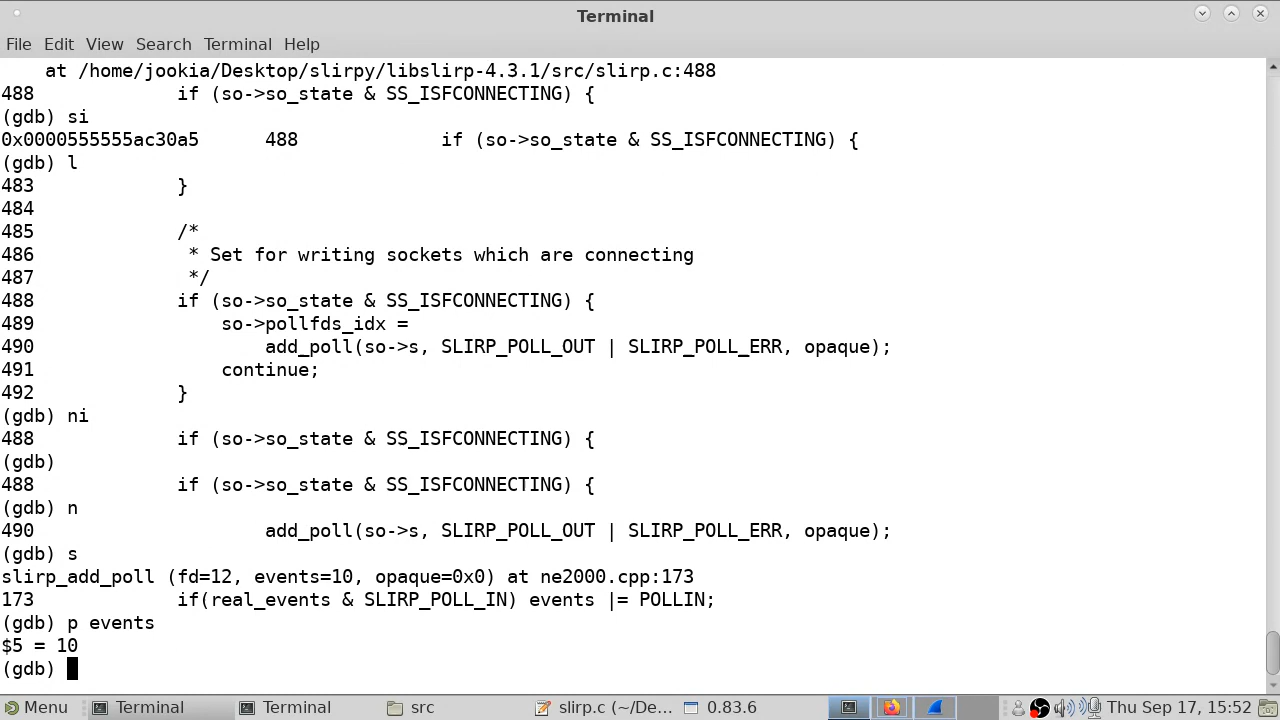 Terminal
File Edit View Search Terminal Help
at /home/jookia/Desktop/slirpy/libslirp-4.3.1/src/slirp.c:488
488 if (so->so_state & SS_ISFCONNECTING) {
(gdb) si
0x0000555555ac30a5 488 if (so->so_state & SS_ISFCONNECTING) {
(gdb) l
483 }
484
485 /*
486 * Set for writing sockets which are connecting
487 */
488 if (so->so_state & SS_ISFCONNECTING) {
489 so->pollfds_idx =
490 add_poll(so->s, SLIRP_POLL_OUT | SLIRP_POLL_ERR, opaque);
491 continue;
492 }
(gdb) ni
488 if (so->so_state & SS_ISFCONNECTING) {
(gdb)
488 if (so->so_state & SS_ISFCONNECTING) {
(gdb) n
490 add_poll(so->s, SLIRP_POLL_OUT | SLIRP_POLL_ERR, opaque);
(gdb) s
slirp_add_poll (fd=12, events=10, opaque=0x0) at ne2000.cpp:173
173 if(real_events & SLIRP_POLL_IN) events |= POLLIN;
(gdb) p events
$5 = 10
(gdb)
Menu Terminal Terminal src slirp.c (~/De... 0.83.6 Thu Sep 17, 15:52